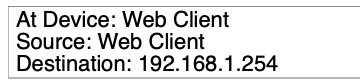 At Device: Web Client
Source: Web Client
Destination: 192.168.1.254